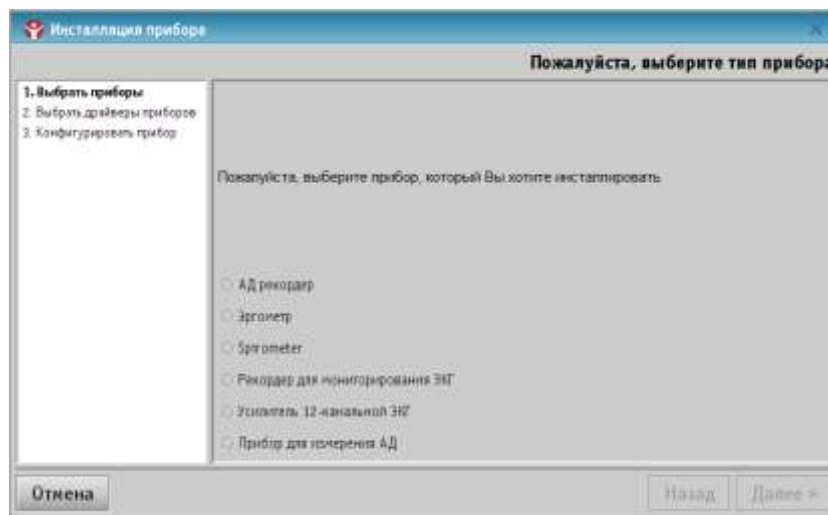 Инсталляция прибора
Пожалуйста, выберите тип прибора
1. Выбрать приборы
2. Выбрать драйверы приборов
3. Конфигурировать прибор
Пожалуйста, выберите прибор, который Вы хотите инсталлировать
АД рекордер
Эргометр
Spirometer
Рекордер для мониторирования ЭКГ
Усилитель 12-канальной ЭКГ
Прибор для измерения АД
Отмена
Назад
Далее >